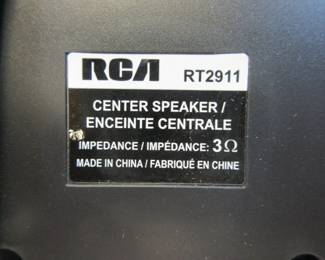 RCA RT2911
CENTER SPEAKER /
ENCEINTE CENTRALE
IMPEDANCE / IMPÉDANCE: 3Ω
MADE IN CHINA / FABRIQUÉ EN CHINE